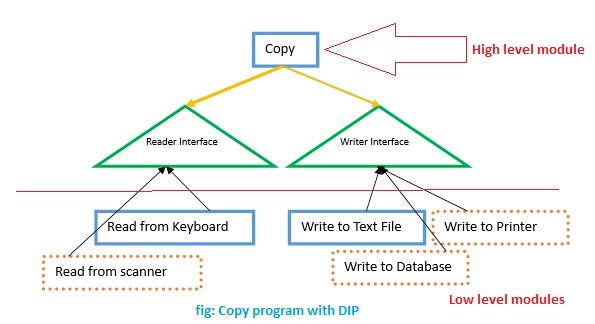 Copy
High level module
Reader Interface
Writer Interface
Read from Keyboard
Write to Text File
Write to Printer
Read from scanner
Write to Database
Low level modules
fig: Copy program with DIP